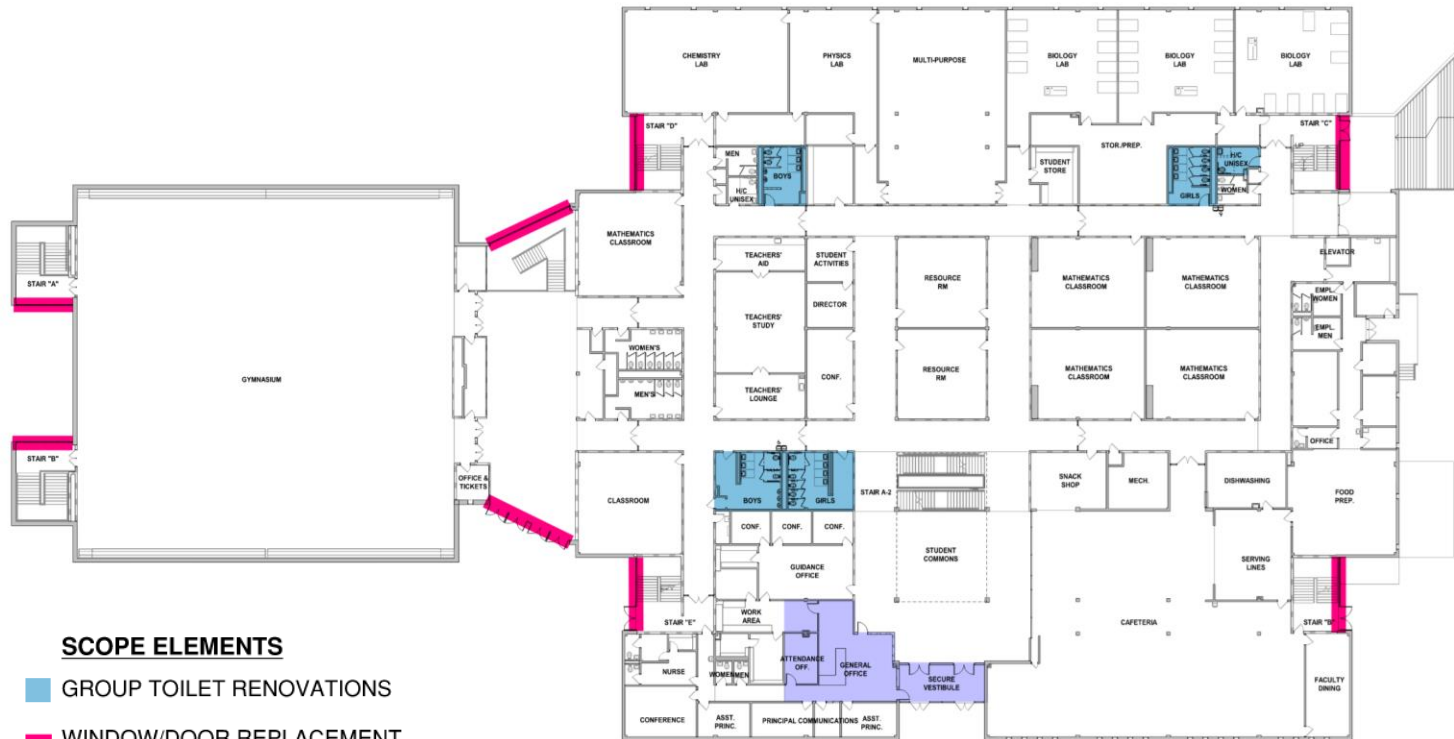 CHEMISTRY
LAB
PHYSICS
LAB
MULTI-PURPOSE
BIOLOGY
LAB
BIOLOGY
LAB
BIOLOGY
LAB
STAIR "D"
STAIR "C"
UP
STOR./PREP.
MEN
H/C
UNISEX
BOYS
STUDENT
STORE
GIRLS
H/C
UNISEX
WOMEN
MATHEMATICS
CLASSROOM
TEACHERS'
AID
STUDENT
ACTIVITIES
RESOURCE
RM
MATHEMATICS
CLASSROOM
MATHEMATICS
CLASSROOM
ELEVATOR
STAIR "A"
DIRECTOR
EMPL.
WOMEN
EMPL.
MEN
TEACHERS'
STUDY
WOMEN'S
GYMNASIUM
CONF.
RESOURCE
RM
MATHEMATICS
CLASSROOM
MATHEMATICS
CLASSROOM
TEACHERS'
LOUNGE
MEN'S
OFFICE
STAIR "B"
OFFICE &
TICKETS
CLASSROOM
BOYS
GIRLS
STAIR A-2
SNACK
SHOP
MECH.
DISHWASHING
FOOD
PREP.
CONF.
CONF.
CONF.
STUDENT
COMMONS
GUIDANCE
OFFICE
SERVING
LINES
WORK
AREA
STAIR "E"
CAFETERIA
STAIR "B"
NURSE
WOMEN
MEN
ATTENDANCE
OFF.
GENERAL
OFFICE
SECURE
VESTIBULE
FACULTY
DINING
CONFERENCE
ASST.
PRINC.
PRINCIPAL
COMMUNICATIONS
ASST.
PRINC.
SCOPE ELEMENTS
GROUP TOILET RENOVATIONS
WINDOW/DOOR REPLACEMENT